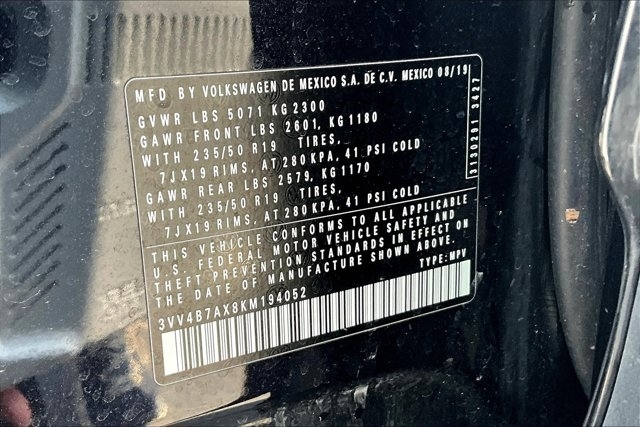 MFD BY VOLKSWAGEN DE MEXICO S.A. DE C.V. MEXICO 08/19
GVWR LBS 5071 KG 2300
GAWR FRONT LBS 2601, KG 1180
WITH 235/50 R19 TIRES,
7JX19 RIMS, AT 280 KPA, 41 PSI COLD
GAWR REAR LBS 2579, KG 1170
WITH 235/50 R19 TIRES,
7JX19 RIMS, AT 280 KPA, 41 PSI COLD
3130291 3427
THIS VEHICLE CONFORMS TO ALL APPLICABLE
U.S. FEDERAL MOTOR VEHICLE SAFETY AND
THEFT PREVENTION STANDARDS IN EFFECT ON
THE DATE OF MANUFACTURE SHOWN ABOVE.
TYPE: MPV
3VV4B7AX8KM194052